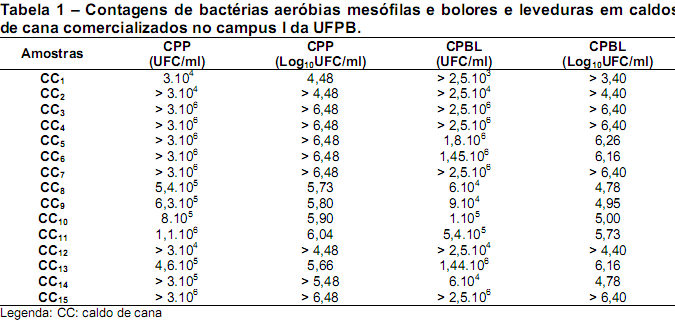 Tabela 1 – Contagens de bactérias aeróbias mesófilas e bolores e leveduras em caldos
de cana comercializados no campus I da UFPB.
Amostras CPP (UFC/ml) CPP (Log₁₀UFC/ml) CPBL (UFC/ml) CPBL (Log₁₀UFC/ml)
CC₁ 3.10⁴ 4,48 > 2,5.10³ > 3,40
CC₂ > 3.10⁴ > 4,48 > 2,5.10⁴ > 4,40
CC₃ > 3.10⁶ > 6,48 > 2,5.10⁶ > 6,40
CC₄ > 3.10⁶ > 6,48 > 2,5.10⁶ > 6,40
CC₅ > 3.10⁶ > 6,48 1,8.10⁶ 6,26
CC₆ > 3.10⁶ > 6,48 1,45.10⁶ 6,16
CC₇ > 3.10⁶ > 6,48 > 2,5.10⁶ > 6,40
CC₈ 5,4.10⁵ 5,73 6.10⁴ 4,78
CC₉ 6,3.10⁵ 5,80 9.10⁴ 4,95
CC₁₀ 8.10⁵ 5,90 1.10⁵ 5,00
CC₁₁ 1,1.10⁶ 6,04 5,4.10⁵ 5,73
CC₁₂ > 3.10⁴ > 4,48 > 2,5.10⁴ > 4,40
CC₁₃ 4,6.10⁵ 5,66 1,44.10⁶ 6,16
CC₁₄ > 3.10⁵ > 5,48 6.10⁴ 4,78
CC₁₅ > 3.10⁶ > 6,48 > 2,5.10⁶ > 6,40
Legenda: CC: caldo de cana